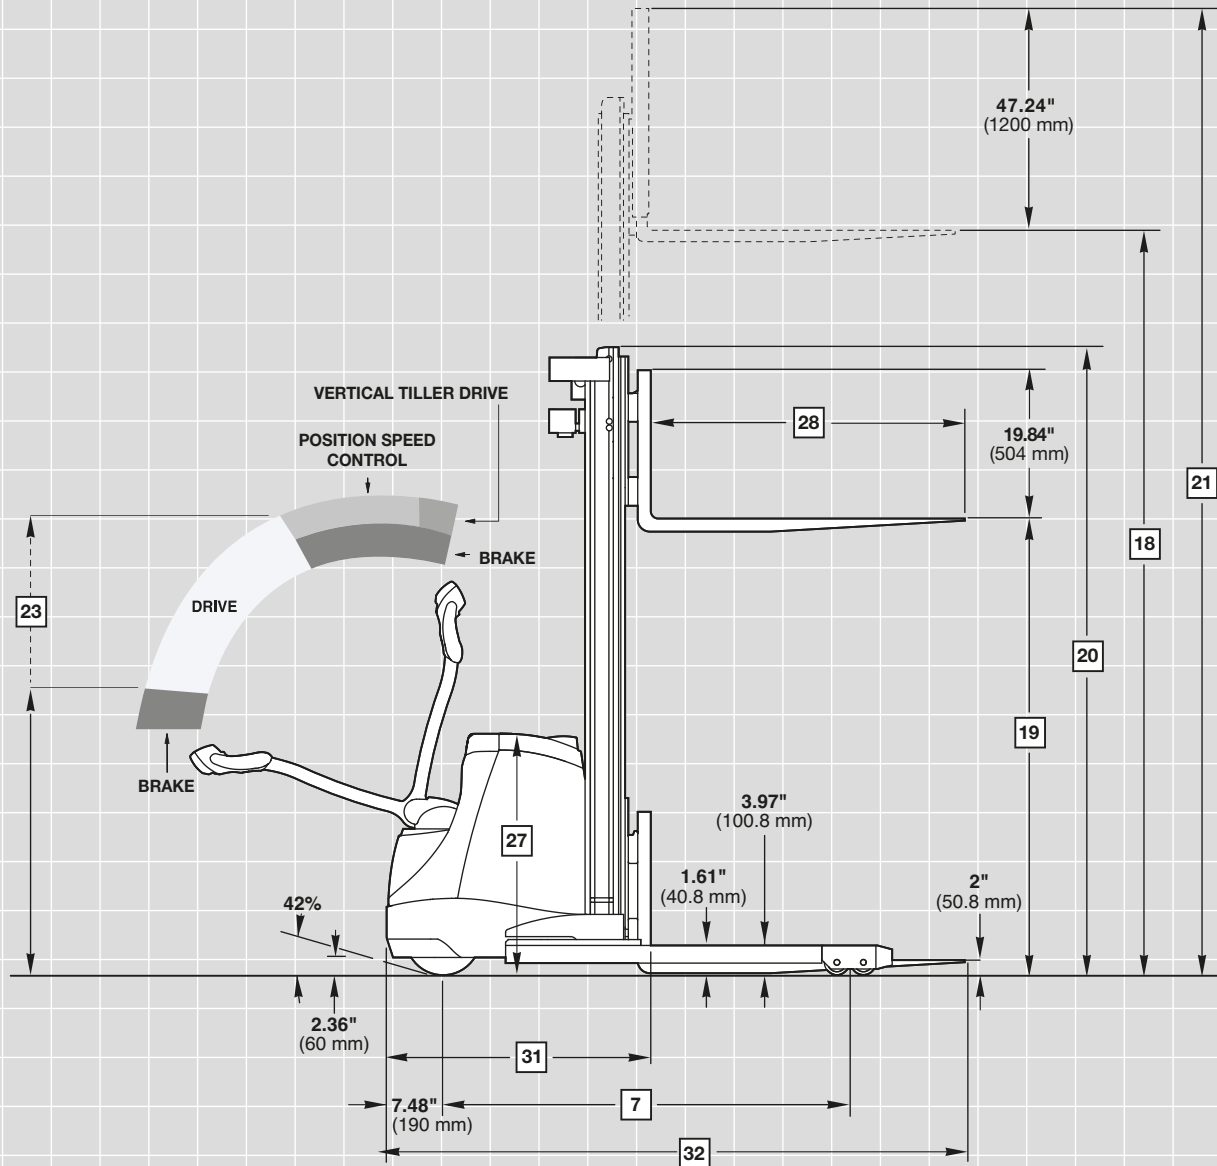 47.24"
(1200 mm)
VERTICAL TILLER DRIVE
28
POSITION SPEED
CONTROL
19.84"
(504 mm)
21
18
BRAKE
23
DRIVE
20
19
BRAKE
3.97"
(100.8 mm)
27
1.61"
(40.8 mm)
2"
(50.8 mm)
42%
2.36"
(60 mm)
31
7.48"
(190 mm)
7
32